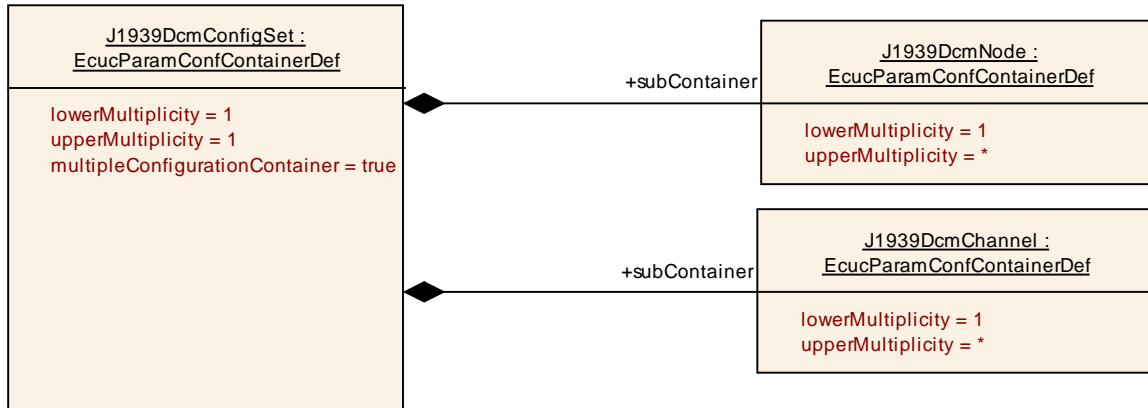 J1939DcmConfigSet :
EcucParamConfContainerDef
lowerMultiplicity = 1
upperMultiplicity = 1
multipleConfigurationContainer = true
+subContainer
J1939DcmNode :
EcucParamConfContainerDef
lowerMultiplicity = 1
upperMultiplicity = *
+subContainer
J1939DcmChannel :
EcucParamConfContainerDef
lowerMultiplicity = 1
upperMultiplicity = *